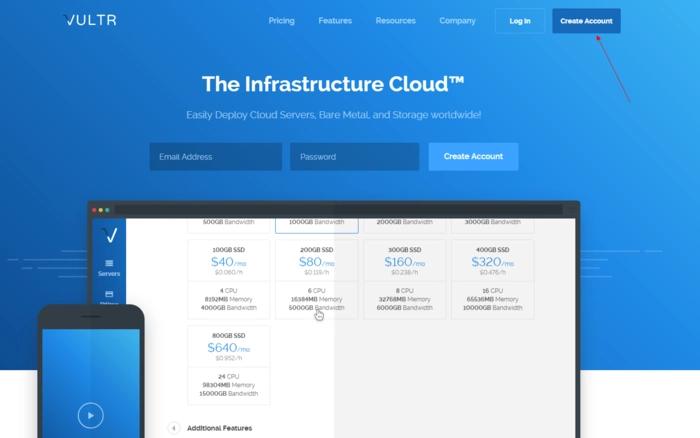 VULTR
Pricing Features Resources Company Log In Create Account
The Infrastructure Cloud™
Easily Deploy Cloud Servers, Bare Metal, and Storage worldwide!
Email Address Password Create Account
500GB Bandwidth 1000GB Bandwidth 2000GB Bandwidth 3000GB Bandwidth
Servers
100GB SSD 200GB SSD 300GB SSD 400GB SSD
$40/mo $80/mo $160/mo $320/mo
$0.060/h $0.119/h $0.238/h $0.476/h
4 CPU 6 CPU 8 CPU 16 CPU
8192MB Memory 16384MB Memory 32768MB Memory 65536MB Memory
4000GB Bandwidth 5000GB Bandwidth 6000GB Bandwidth 10000GB Bandwidth
800GB SSD
$640/mo
$0.952/h
24 CPU
98304MB Memory
15000GB Bandwidth
4 Additional Features